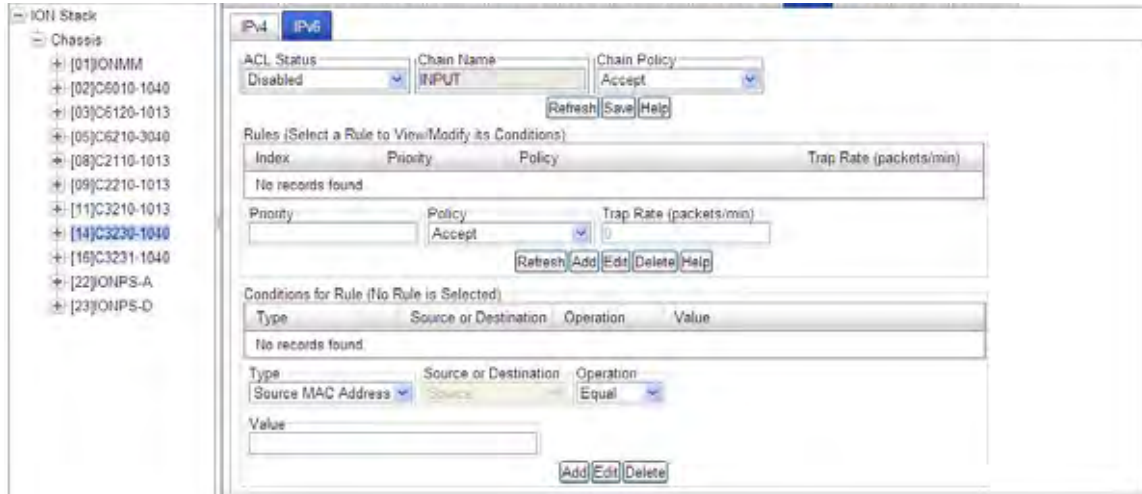 ION Stack
Chassis
[01]IONMM
[02]C6010-1040
[03]C6120-1013
[05]C6210-3040
[08]C2110-1013
[09]C2210-1013
[11]C3210-1013
[14]C3230-1040
[16]C3231-1040
[22]IONPS-A
[23]IONPS-D
IPv4 IPv6
ACL Status Chain Name Chain Policy
Disabled INPUT Accept
Refresh Save Help
Rules (Select a Rule to View/Modify its Conditions)
Index Priority Policy Trap Rate (packets/min)
No records found
Priority Policy Trap Rate (packets/min)
Accept 0
Refresh Add Edit Delete Help
Conditions for Rule (No Rule is Selected)
Type Source or Destination Operation Value
No records found
Type Source or Destination Operation
Source MAC Address Source Equal
Value
Add Edit Delete